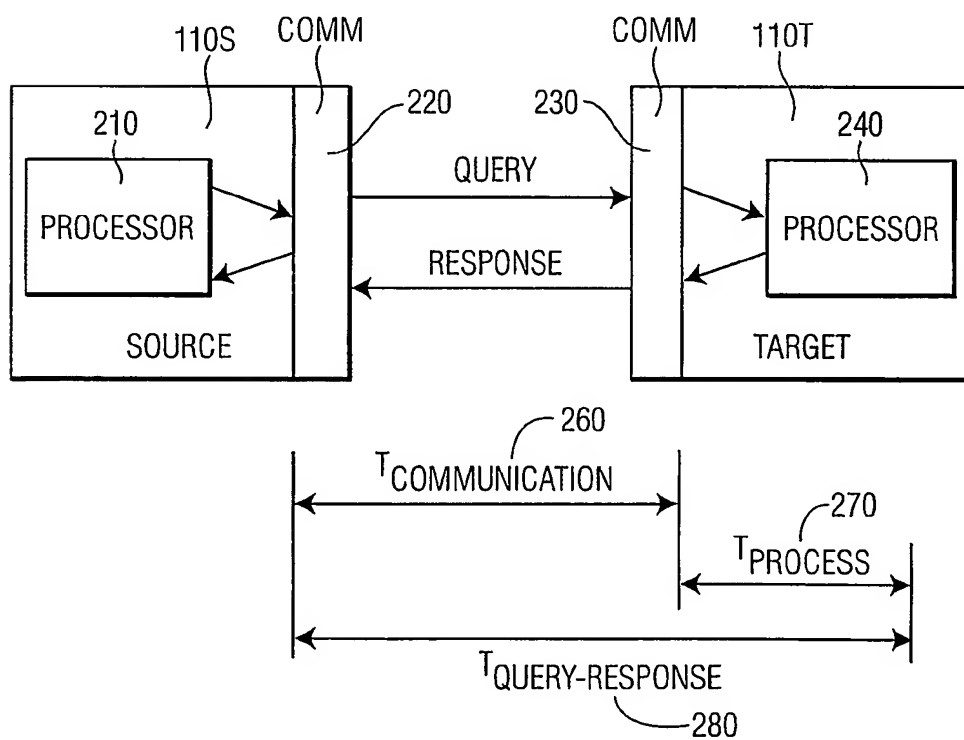 110S
COMM
COMM
110T
210
220
230
240
QUERY
PROCESSOR
PROCESSOR
RESPONSE
SOURCE
TARGET
260
TCOMMUNICATION
270
TPROCESS
TQUERY-RESPONSE
280